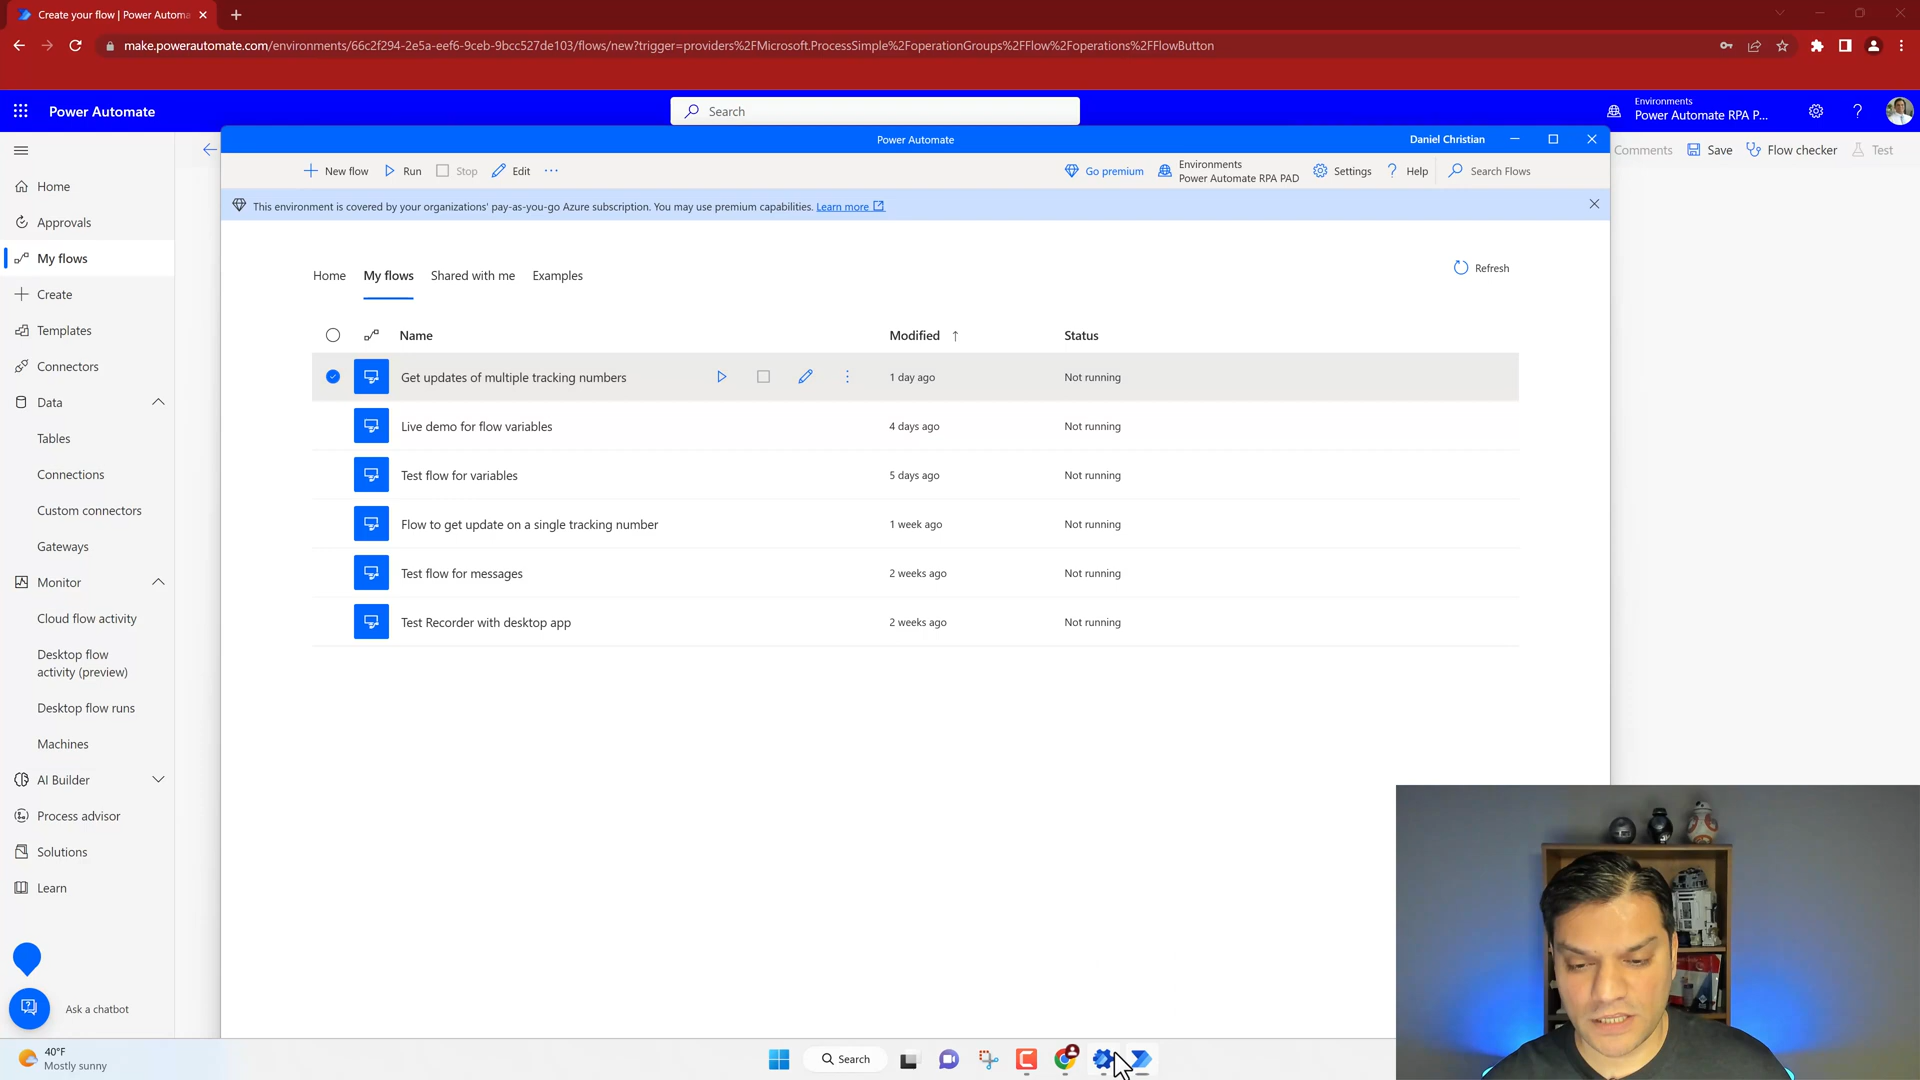 Create your flow | Power Automa
make.powerautomate.com/environments/66c2f294-2e5a-eef6-9ceb-9bcc527de103/flows/new?trigger=providers%2FMicrosoft.ProcessSimple%2FoperationGroups%2FFlow%2Foperations%2FFlowButton
Power Automate
Search
Environments
Power Automate RPA P...
Comments
Save
Flow checker
Test
Home
Approvals
My flows
Create
Templates
Connectors
Data
Tables
Connections
Custom connectors
Gateways
Monitor
Cloud flow activity
Desktop flow
activity (preview)
Desktop flow runs
Machines
AI Builder
Process advisor
Solutions
Learn
Ask a chatbot
Power Automate
Daniel Christian
New flow
Run
Stop
Edit
Go premium
Environments
Power Automate RPA PAD
Settings
Help
Search Flows
This environment is covered by your organizations' pay-as-you-go Azure subscription. You may use premium capabilities. Learn more
Home My flows Shared with me Examples
Refresh
Name Modified Status
Get updates of multiple tracking numbers 1 day ago Not running
Live demo for flow variables 4 days ago Not running
Test flow for variables 5 days ago Not running
Flow to get update on a single tracking number 1 week ago Not running
Test flow for messages 2 weeks ago Not running
Test Recorder with desktop app 2 weeks ago Not running
40°F
Mostly sunny
Search